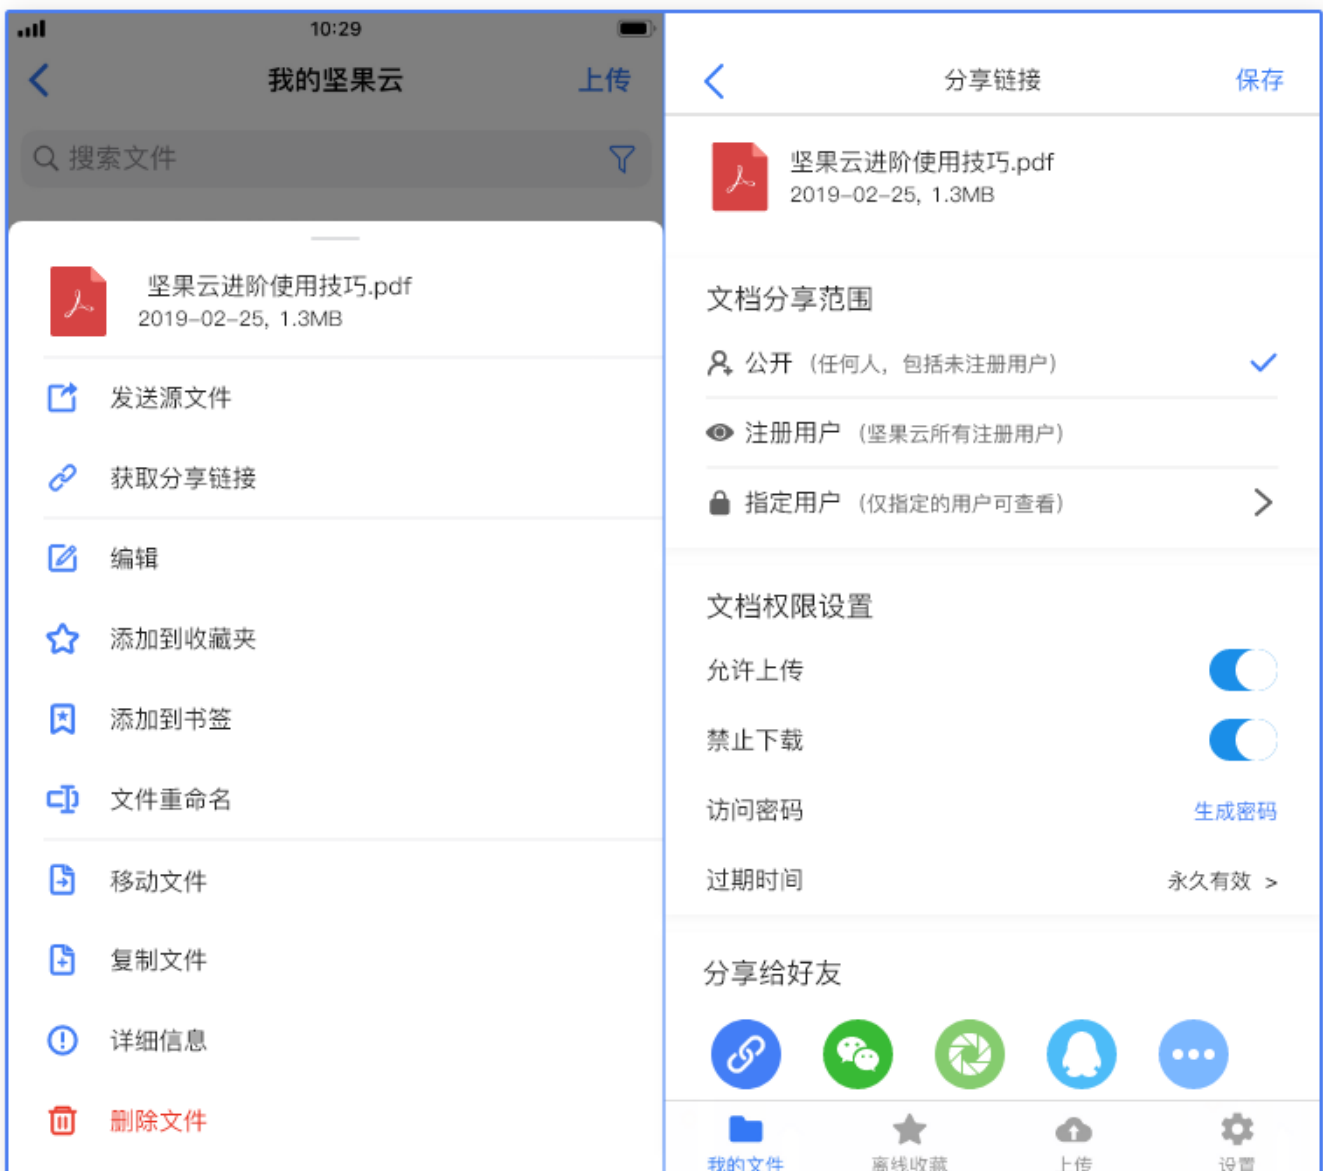 10:29
我的坚果云
上传
搜索文件
坚果云进阶使用技巧.pdf
2019-02-25, 1.3MB
发送源文件
获取分享链接
编辑
添加到收藏夹
添加到书签
文件重命名
移动文件
复制文件
详细信息
删除文件
分享链接
保存
坚果云进阶使用技巧.pdf
2019-02-25, 1.3MB
文档分享范围
公开（任何人，包括未注册用户）
注册用户（坚果云所有注册用户）
指定用户（仅指定的用户可查看）
文档权限设置
允许上传
禁止下载
访问密码 生成密码
过期时间 永久有效 >
分享给好友
我的文件 离线收藏 上传 设置